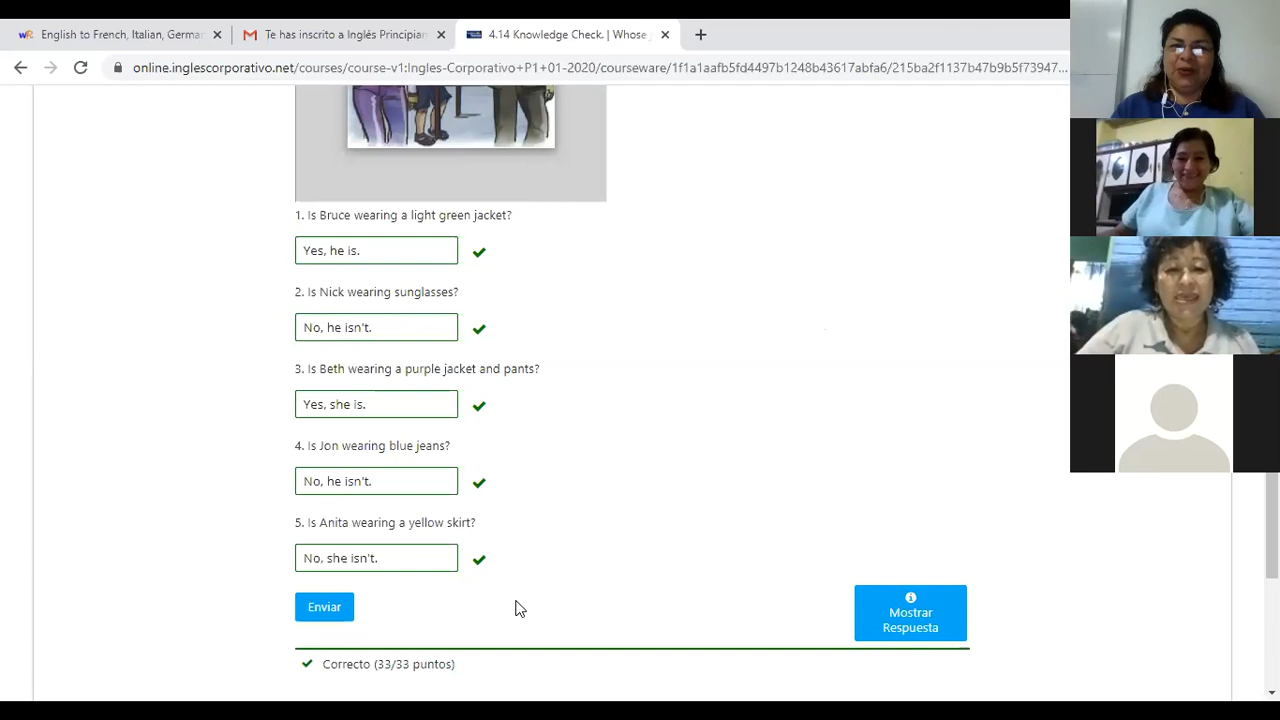 English to French, Italian, Germa
Te has inscrito a Inglés Principian
4.14 Knowledge Check. | Whose
online.inglescorporativo.net/courses/course-v1:Ingles-Corporativo+P1+01-2020/courseware/1f1a1aafb5fd4497b1248b43617abfa6/215ba2f1137b47b9b5f73947...
1. Is Bruce wearing a light green jacket?
Yes, he is.
2. Is Nick wearing sunglasses?
No, he isn't.
3. Is Beth wearing a purple jacket and pants?
Yes, she is.
4. Is Jon wearing blue jeans?
No, he isn't.
5. Is Anita wearing a yellow skirt?
No, she isn't.
Enviar
Mostrar
Respuesta
Correcto (33/33 puntos)